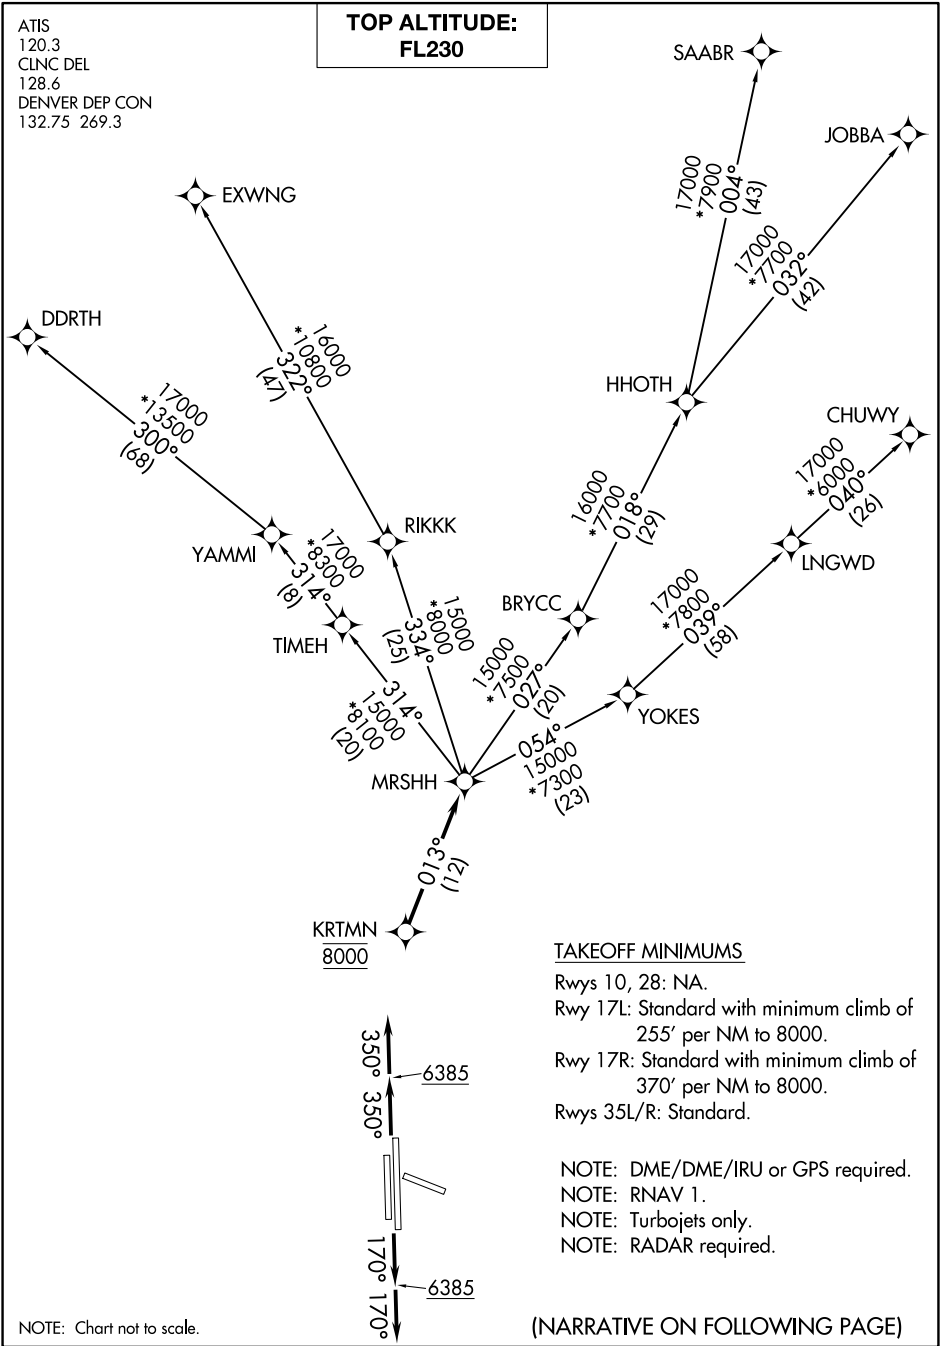 ATIS
120.3
CLNC DEL
128.6
DENVER DEP CON
132.75 269.3
TOP ALTITUDE:
FL230
SAABR
JOBBA
17000
*7900
004°
(43)
17000
*7700
032°
(42)
EXWNG
DDRTH
16000
*10800
322°
(47)
17000
*13500
300°
(68)
HHOTH
CHUWY
17000
*6000
040°
(26)
16000
*7700
018°
(29)
RIKKK
YAMMI
17000
*8300
314°
(8)
LNGWD
BRYCC
17000
*7800
039°
(58)
TIMEH
15000
*8000
334°
(25)
15000
*7500
027°
(20)
YOKES
314°
15000
*8100
(20)
054°
15000
*7300
(23)
MRSHH
013°
(12)
KRTMN
8000
TAKEOFF MINIMUMS
Rwys 10, 28: NA.
Rwy 17L: Standard with minimum climb of
255' per NM to 8000.
Rwy 17R: Standard with minimum climb of
370' per NM to 8000.
Rwys 35L/R: Standard.
350°
6385
350°
NOTE: DME/DME/IRU or GPS required.
NOTE: RNAV 1.
NOTE: Turbojets only.
NOTE: RADAR required.
170°
6385
170°
NOTE: Chart not to scale.
(NARRATIVE ON FOLLOWING PAGE)